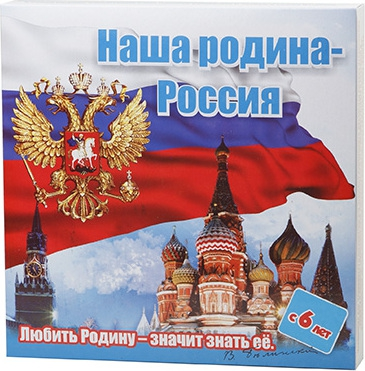 Наша родина-
Россия
с 6 лет
Любить Родину – значит знать её.